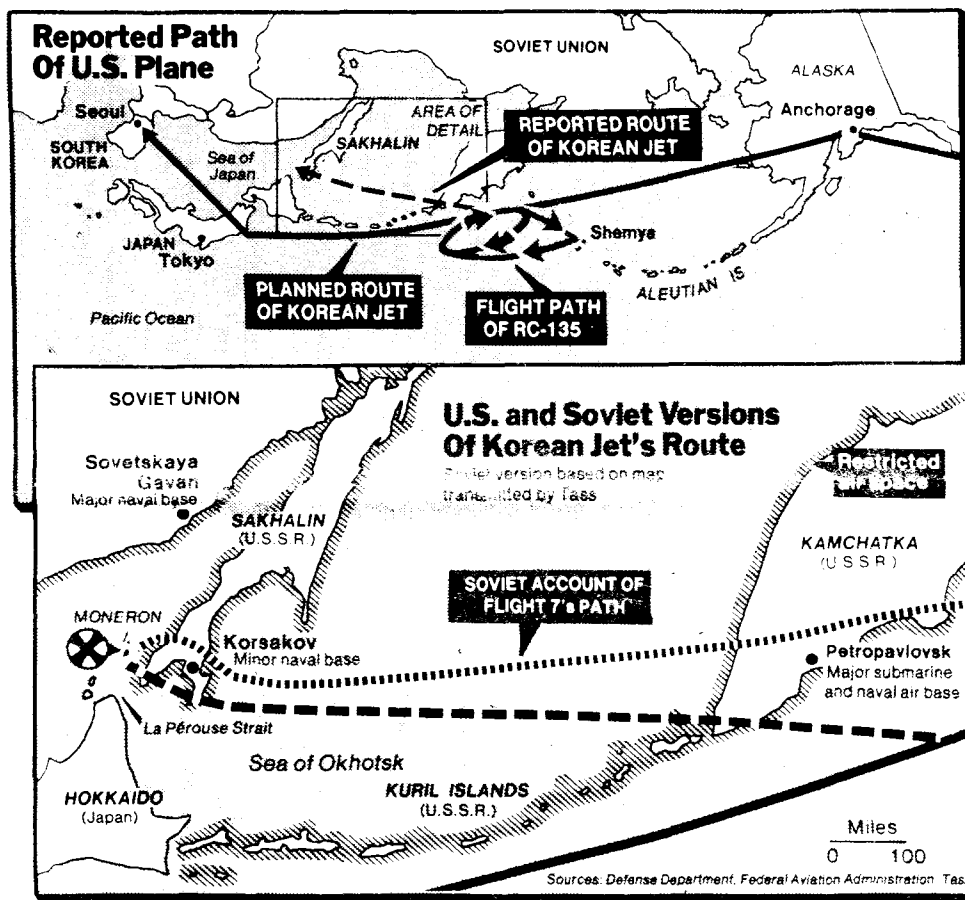 Reported Path
Of U.S. Plane
SOVIET UNION
ALASKA
Anchorage
Seoul
SOUTH
KOREA
Sea of
Japan
SAKHALIN
AREA OF
DETAIL
REPORTED ROUTE
OF KOREAN JET
JAPAN
Tokyo
Shemya
ALEUTIAN IS
PLANNED ROUTE
OF KOREAN JET
FLIGHT PATH
OF RC-135
Pacific Ocean
SOVIET UNION
U.S. and Soviet Versions
Of Korean Jet's Route
Soviet version based on map
transmitted by Tass
Restricted
air space
Sovetskaya
Gavan
Major naval base
SAKHALIN
(U.S.S.R.)
KAMCHATKA
(U.S.S.R.)
SOVIET ACCOUNT OF
FLIGHT 7's PATH
MONERON
Korsakov
Minor naval base
Petropavlovsk
Major submarine
and naval air base
La Pérouse Strait
Sea of Okhotsk
KURIL ISLANDS
(U.S.S.R.)
HOKKAIDO
(Japan)
Miles
0 100
Sources: Defense Department, Federal Aviation Administration, Tas